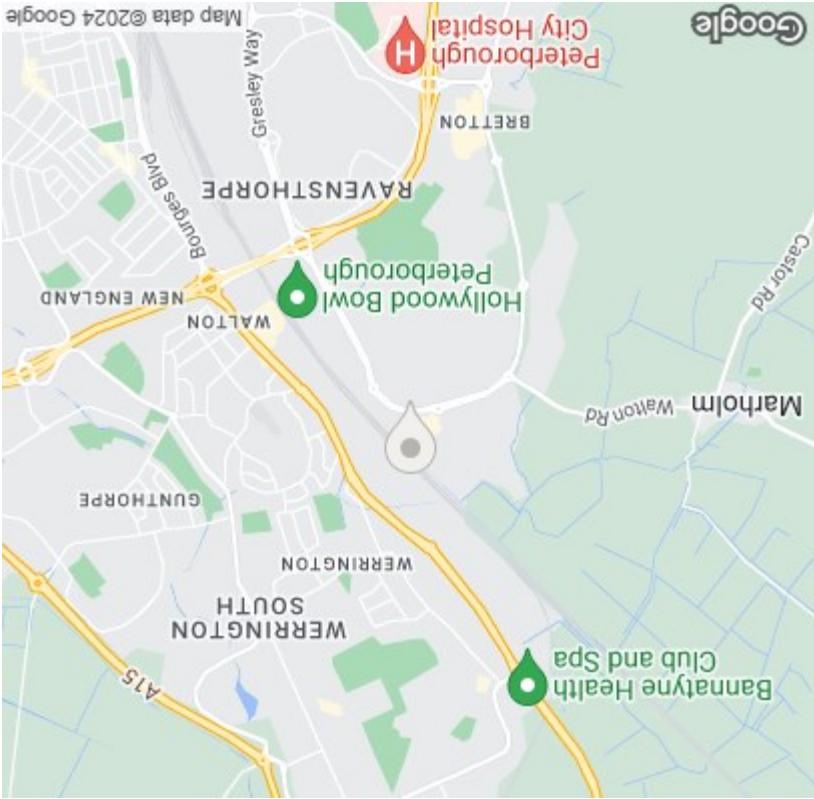 Bannatyne Health
Club and Spa
A15
WERRINGTON
SOUTH
WERRINGTON
GUNTHORPE
Marholm
Walton Rd
WALTON
Hollywood Bowl
Peterborough
NEW ENGLAND
Castor Rd
Bourges Blvd
RAVENSTHORPE
BRETTON
Gresley Way
Peterborough
City Hospital
H
Google
Map data ©2024 Google